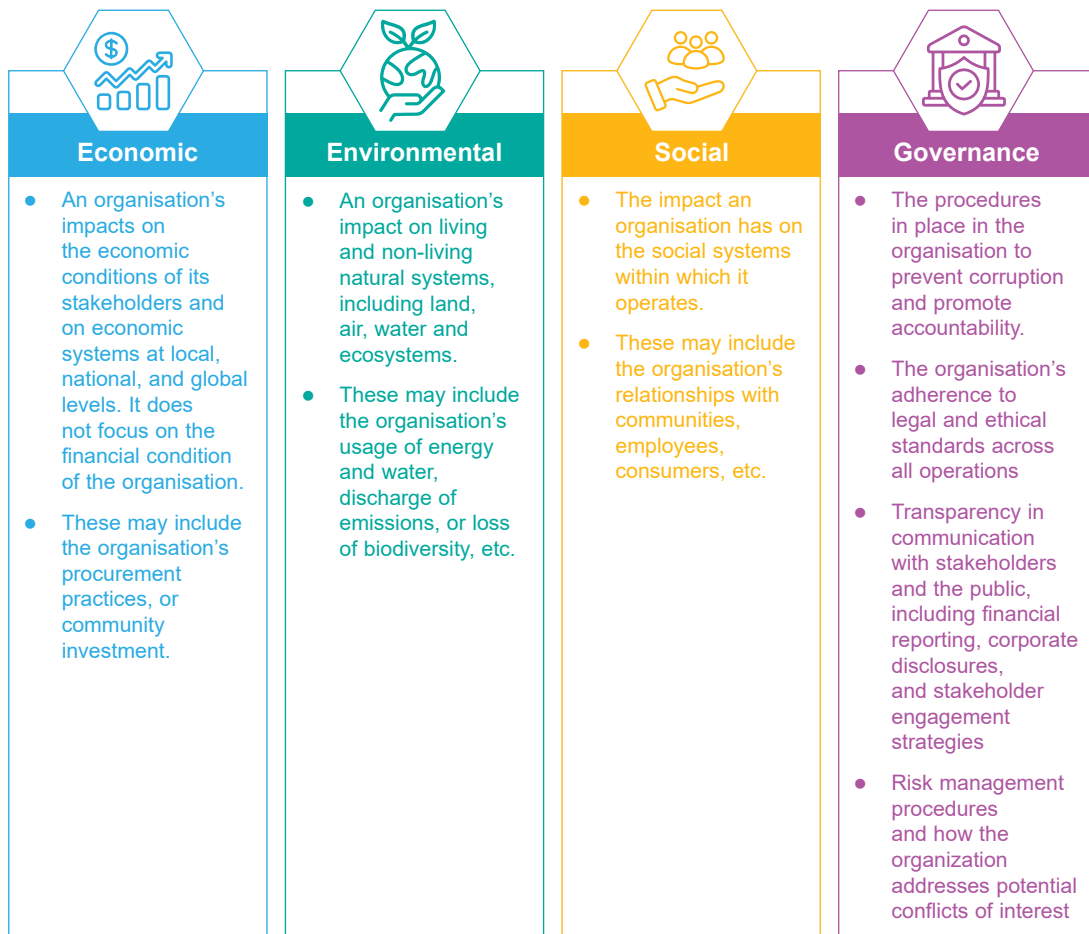 $
Economic
● An organisation’s
impacts on
the economic
conditions of its
stakeholders and
on economic
systems at local,
national, and global
levels. It does
not focus on the
financial condition
of the organisation.
● These may include
the organisation’s
procurement
practices, or
community
investment.
Environmental
● An organisation’s
impact on living
and non-living
natural systems,
including land,
air, water and
ecosystems.
● These may include
the organisation’s
usage of energy
and water,
discharge of
emissions, or loss
of biodiversity, etc.
Social
● The impact an
organisation has on
the social systems
within which it
operates.
● These may include
the organisation’s
relationships with
communities,
employees,
consumers, etc.
Governance
● The procedures
in place in the
organisation to
prevent corruption
and promote
accountability.
● The organisation’s
adherence to
legal and ethical
standards across
all operations
● Transparency in
communication
with stakeholders
and the public,
including financial
reporting, corporate
disclosures,
and stakeholder
engagement
strategies
● Risk management
procedures
and how the
organization
addresses potential
conflicts of interest